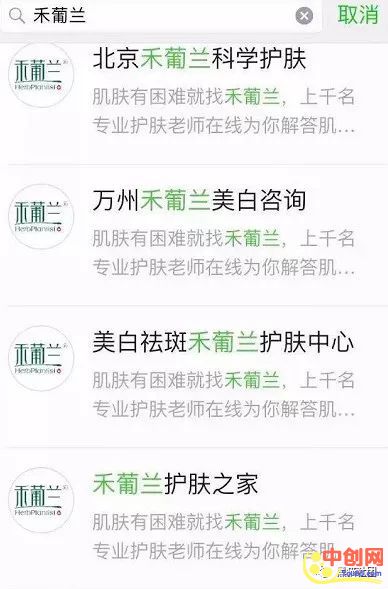 禾葡兰
取消
禾葡兰
HerbPlantist
北京禾葡兰科学护肤
肌肤有困难就找禾葡兰，上千名
专业护肤老师在线为你解答肌...
禾葡兰
HerbPlantist
万州禾葡兰美白咨询
肌肤有困难就找禾葡兰，上千名
专业护肤老师在线为你解答肌...
禾葡兰
HerbPlantist
美白祛斑禾葡兰护肤中心
肌肤有困难就找禾葡兰，上千名
专业护肤老师在线为你解答肌...
禾葡兰
HerbPlantist
禾葡兰护肤之家
肌肤有困难就找禾葡兰，上千名
专业护肤老师在线为你解答
中创网